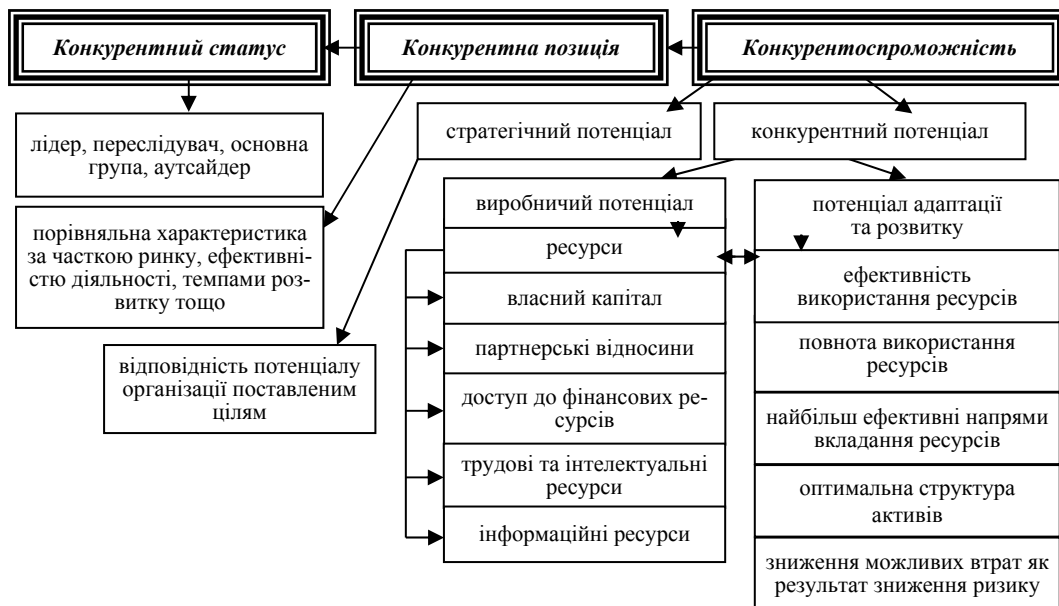 Конкурентний статус
Конкурентна позиція
Конкурентоспроможність
лідер, переслідувач, основна
група, аутсайдер
порівняльна характеристика
за часткою ринку, ефективні-
стю діяльності, темпами роз-
витку тощо
відповідність потенціалу
організації поставленим
цілям
стратегічний потенціал
конкурентний потенціал
виробничий потенціал
ресурси
власний капітал
партнерські відносини
доступ до фінансових ре-
сурсів
трудові та інтелектуальні
ресурси
інформаційні ресурси
потенціал адаптації
та розвитку
ефективність
використання ресурсів
повнота використання
ресурсів
найбільш ефективні напрями
вкладання ресурсів
оптимальна структура
активів
зниження можливих втрат як
результат зниження ризику